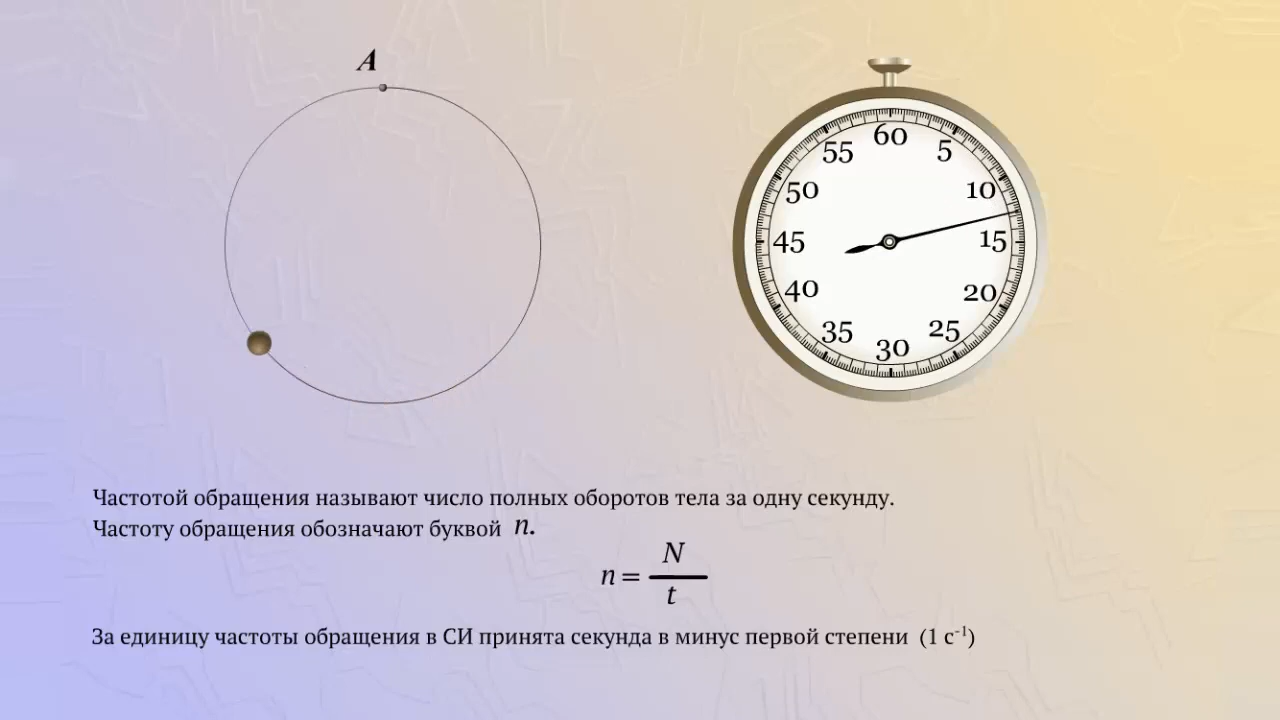 A
60
55
5
50
10
45
15
40
20
35
25
30
Частотой обращения называют число полных оборотов тела за одну секунду.
Частоту обращения обозначают буквой n.
n = N / t
За единицу частоты обращения в СИ принята секунда в минус первой степени (1 с⁻¹)